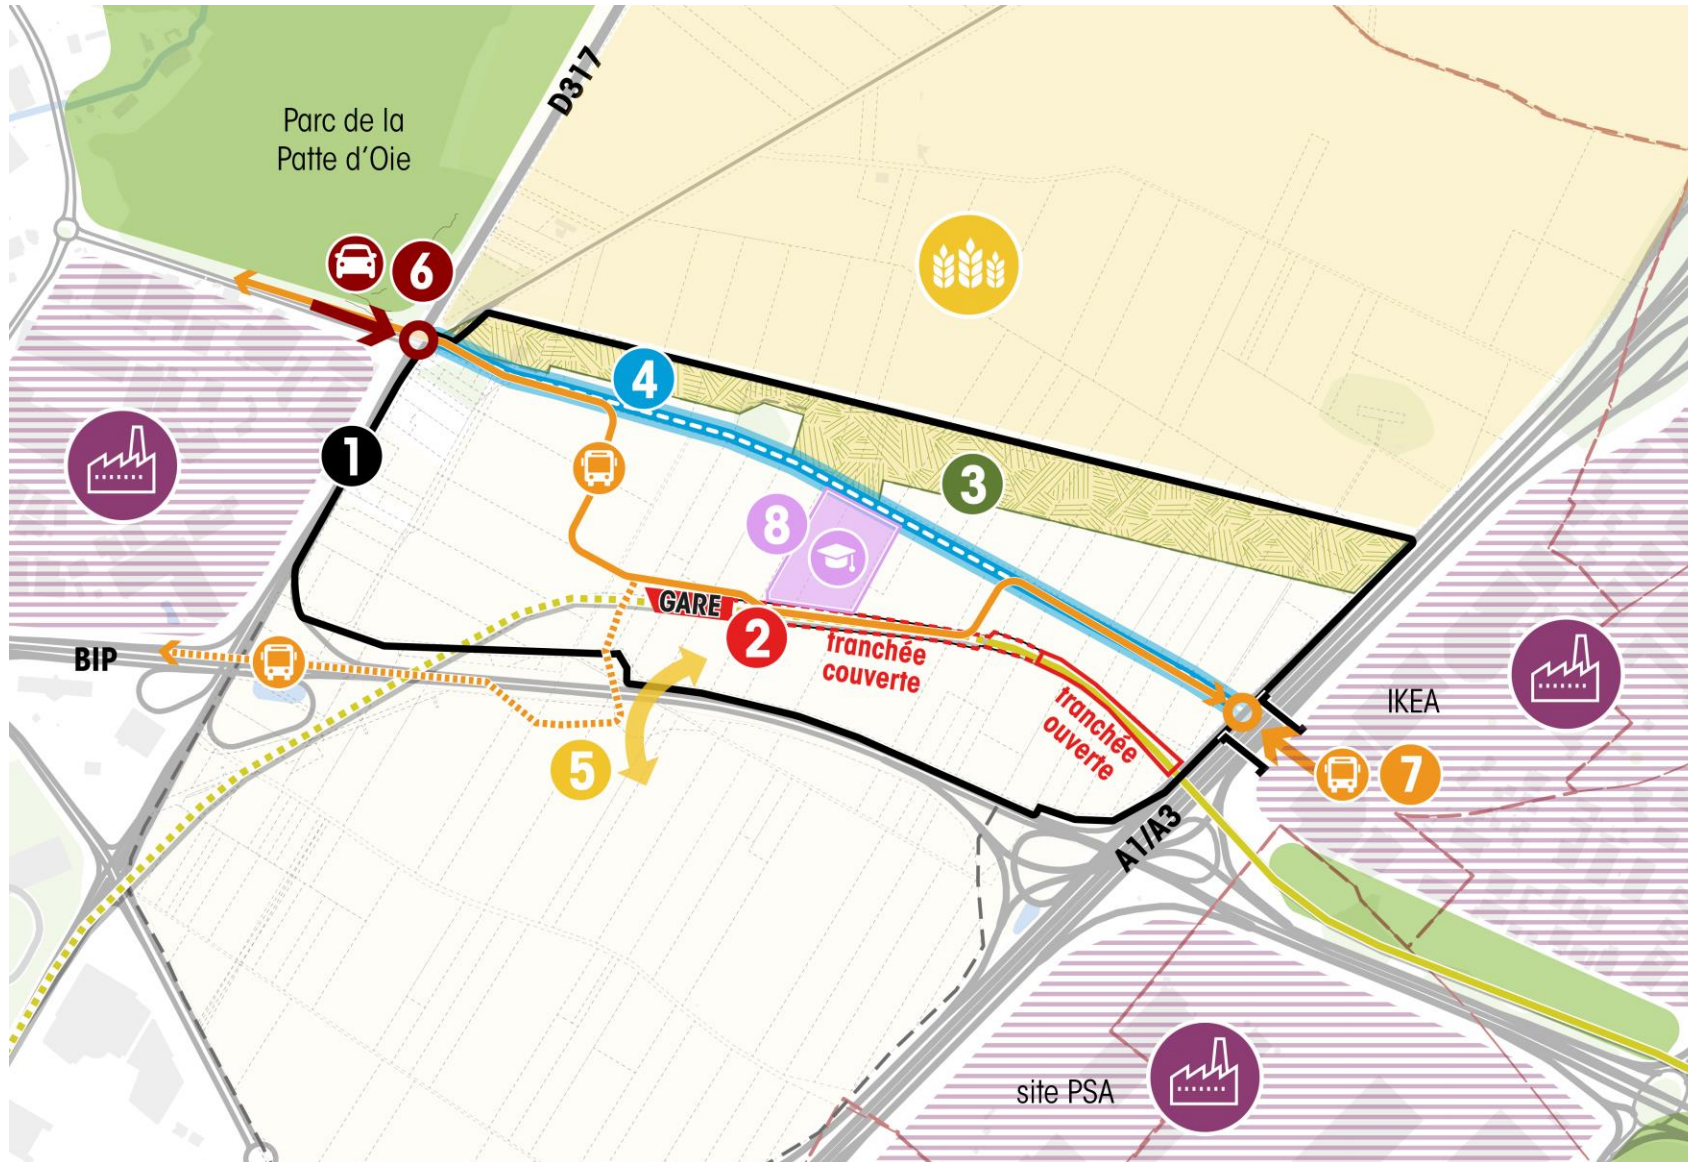 D317
Parc de la
Patte d'Oie
6
4
1
3
8
GARE
2
tranchée
couverte
BIP
tranchée
ouverte
IKEA
5
7
A1/A3
site PSA